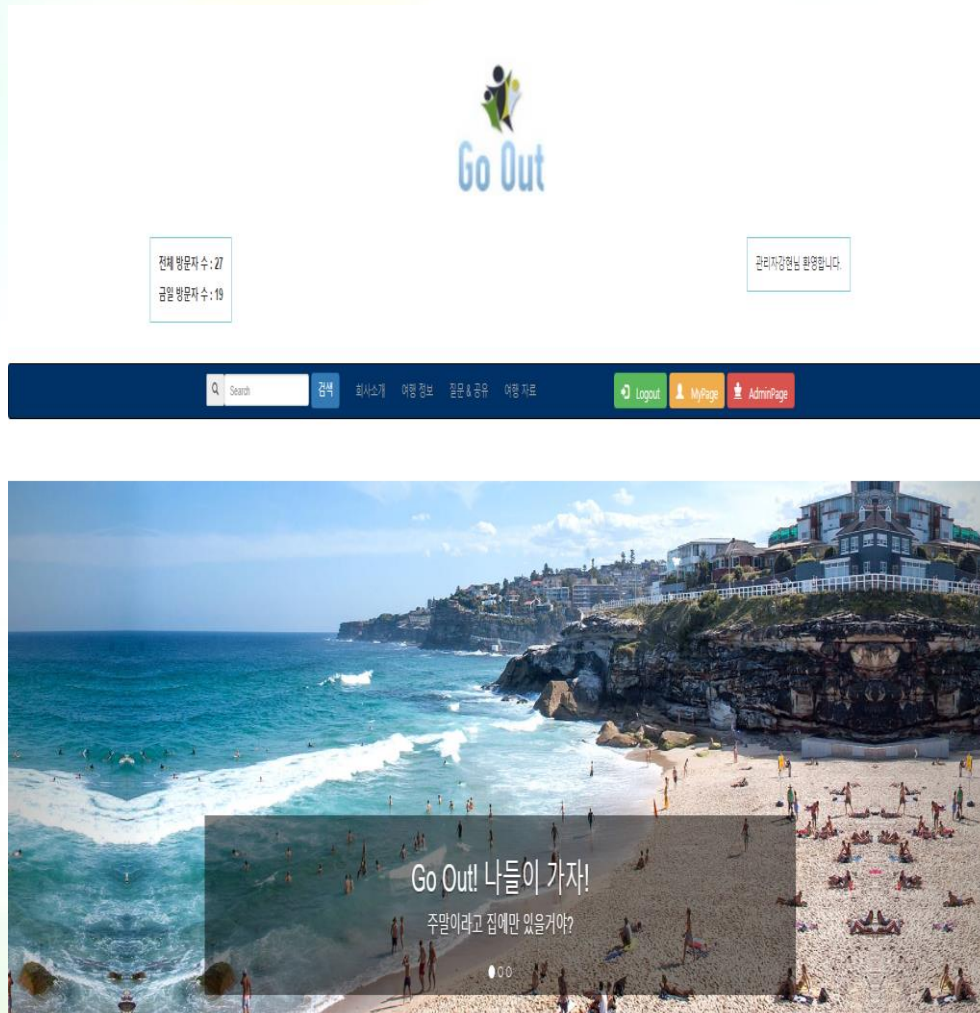 Go Out
전체 방문자 수 : 27
금일 방문자 수 : 19
관리자강현님 환영합니다.
Search 검색 회사소개 여행 정보 질문 & 공유 여행 자료 Logout MyPage AdminPage
Go Out! 나들이 가자!
주말이라고 집에만 있을거야?